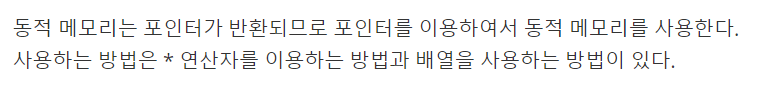 동적 메모리는 포인터가 반환되므로 포인터를 이용하여서 동적 메모리를 사용한다.
사용하는 방법은 * 연산자를 이용하는 방법과 배열을 사용하는 방법이 있다.